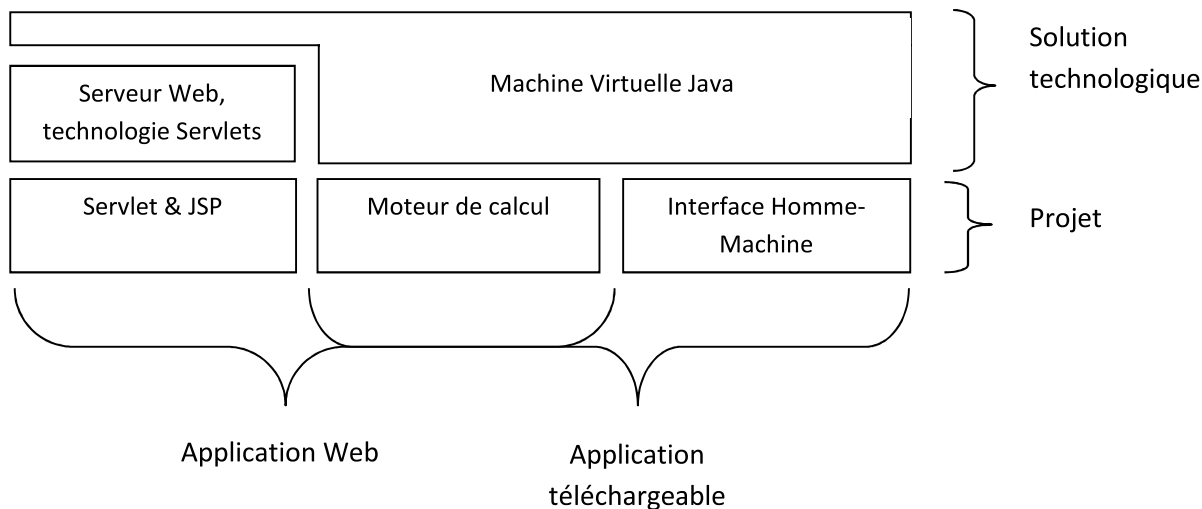 Solution
technologique
Machine Virtuelle Java
Serveur Web,
technologie Servlets
Servlet & JSP
Moteur de calcul
Interface Homme-
Machine
Projet
Application Web
Application
téléchargeable